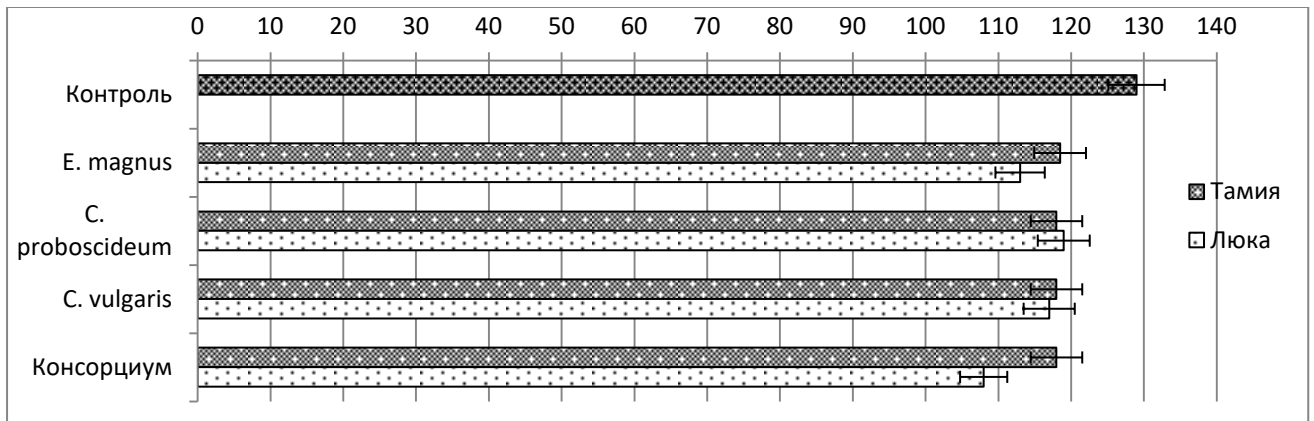 0 10 20 30 40 50 60 70 80 90 100 110 120 130 140
Контроль
E. magnus
C.
proboscideum
C. vulgaris
Консорциум
Тамия
Люка